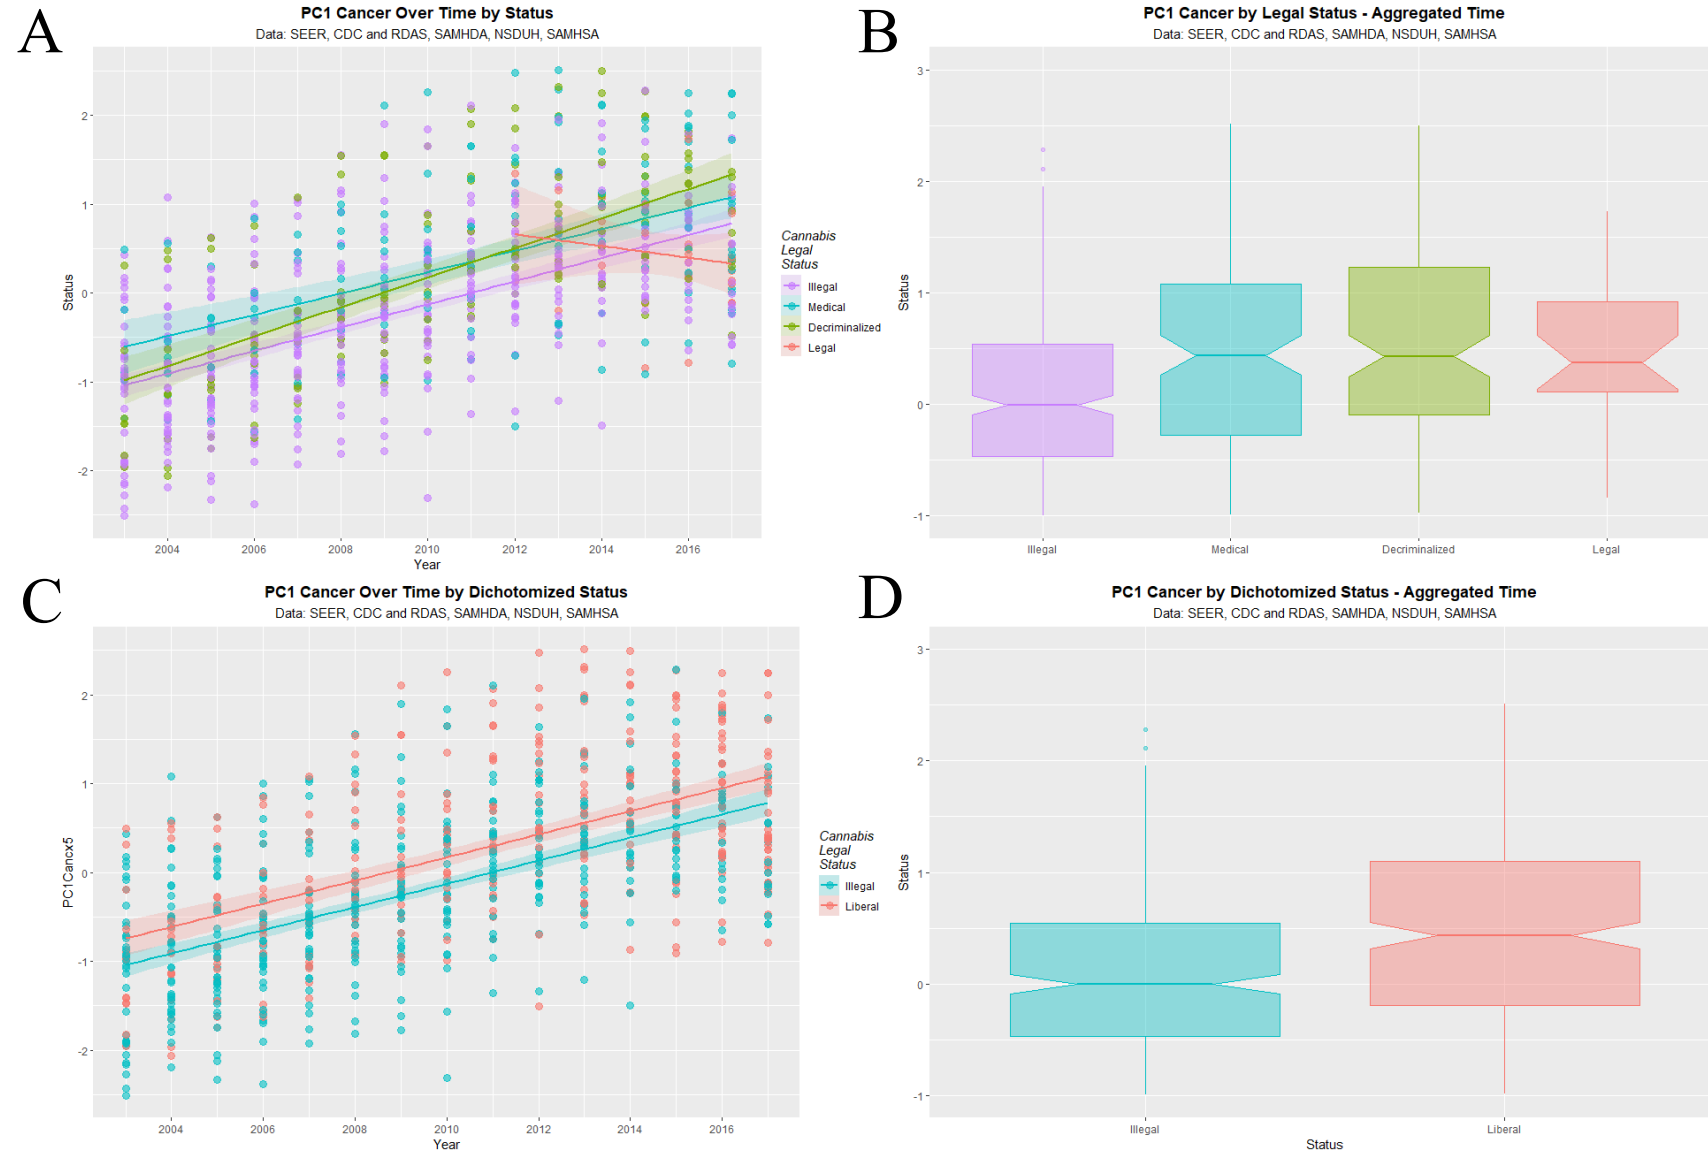 A
PC1 Cancer Over Time by Status
Data: SEER, CDC and RDAS, SAMHDA, NSDUH, SAMHSA
Status
2
1
0
-1
-2
2004 2006 2008 2010 2012 2014 2016
Year
Cannabis
Legal
Status
Illegal
Medical
Decriminalized
Legal
B
PC1 Cancer by Legal Status - Aggregated Time
Data: SEER, CDC and RDAS, SAMHDA, NSDUH, SAMHSA
Status
3
2
1
0
-1
Illegal Medical Decriminalized Legal
C
PC1 Cancer Over Time by Dichotomized Status
Data: SEER, CDC and RDAS, SAMHDA, NSDUH, SAMHSA
PC1Cancx5
2
1
0
-1
-2
2004 2006 2008 2010 2012 2014 2016
Year
Cannabis
Legal
Status
Illegal
Liberal
D
PC1 Cancer by Dichotomized Status - Aggregated Time
Data: SEER, CDC and RDAS, SAMHDA, NSDUH, SAMHSA
Status
3
2
1
0
-1
Illegal Liberal
Status